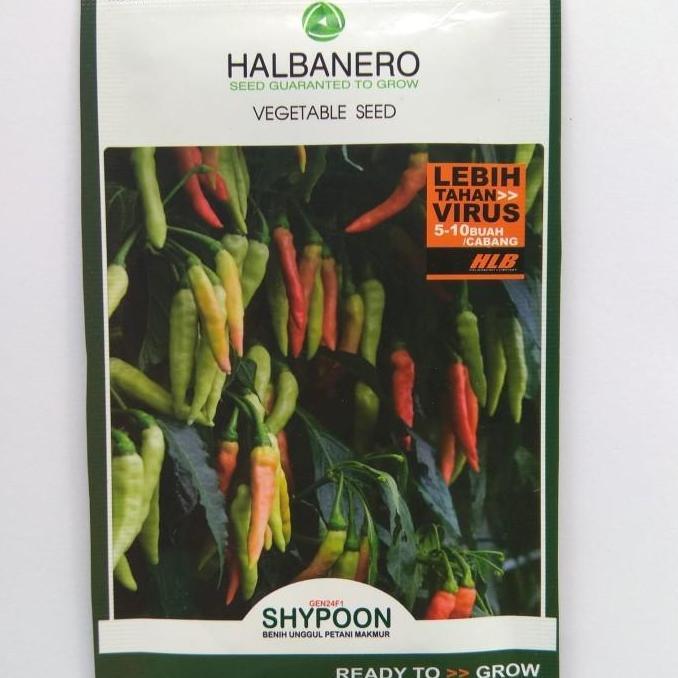 HALBANERO
SEED GUARANTED TO GROW
VEGETABLE SEED
LEBIH
TAHAN>>
VIRUS
5-10BUAH
/CABANG
HLB
GEN24F1
SHYPOON
BENIH UNGGUL PETANI MAKMUR
READY TO >> GROW